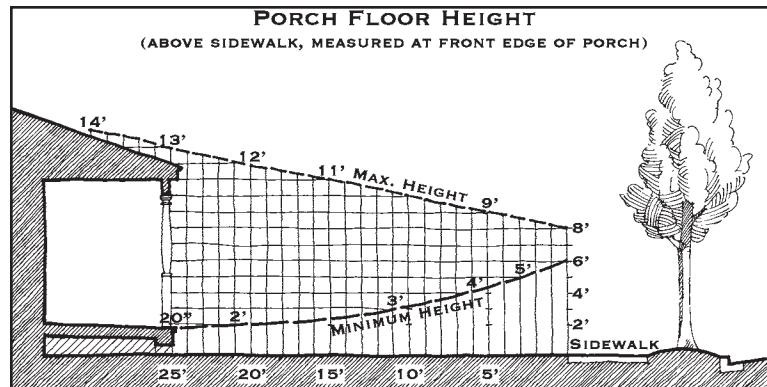 PORCH FLOOR HEIGHT
(ABOVE SIDEWALK, MEASURED AT FRONT EDGE OF PORCH)
14'
13'
12'
11' MAX. HEIGHT
9'
8'
6'
5'
4'
4'
3'
20" 2' MINIMUM HEIGHT 2'
SIDEWALK
25' 20' 15' 10' 5'